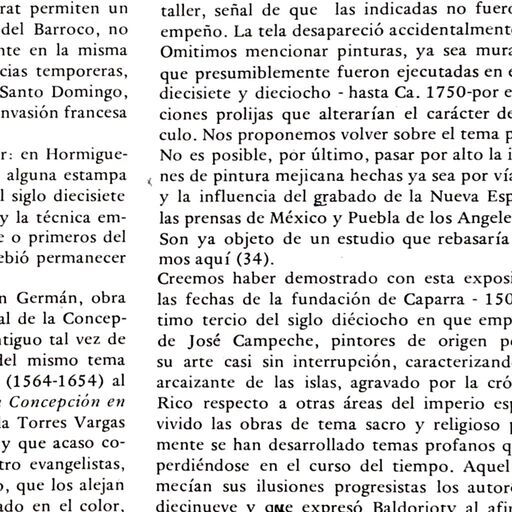 rat permiten un
del Barroco, no
nte en la misma
cias temporeras,
Santo Domingo,
nvasión francesa
r: en Hormigue-
alguna estampa
l siglo diecisiete
y la técnica em-
e o primeros del
ebió permanecer
n Germán, obra
al de la Concep-
ntiguo tal vez de
del mismo tema
(1564-1654) al
Concepción en
la Torres Vargas
y que acaso co-
tro evangelistas,
o, que los alejan
ado en el color,
taller, señal de que las indicadas no fuero
empeño. La tela desapareció accidentalment
Omitimos mencionar pinturas, ya sea mura
que presumiblemente fueron ejecutadas en e
diecisiete y dieciocho - hasta Ca. 1750-por e
ciones prolijas que alterarían el carácter de
culo. Nos proponemos volver sobre el tema p
No es posible, por último, pasar por alto la i
nes de pintura mejicana hechas ya sea por vía
y la influencia del grabado de la Nueva Esp
las prensas de México y Puebla de los Angele
Son ya objeto de un estudio que rebasaría
mos aquí (34).
Creemos haber demostrado con esta exposi
las fechas de la fundación de Caparra - 150
timo tercio del siglo diéciocho en que emp
de José Campeche, pintores de origen pe
su arte casi sin interrupción, caracterizand
arcaizante de las islas, agravado por la cró
Rico respecto a otras áreas del imperio esp
vivido las obras de tema sacro y religioso p
mente se han desarrollado temas profanos q
perdiéndose en el curso del tiempo. Aquel
mecían sus ilusiones progresistas los autore
diecinueve y que expresó Baldorioty al afir